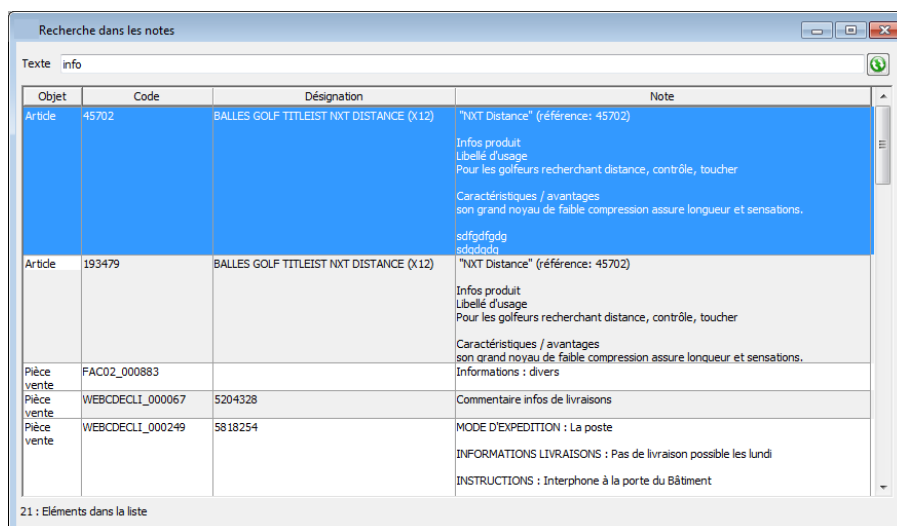 Recherche dans les notes
Texte info
Objet Code Désignation Note
Article 45702 BALLES GOLF TITLEIST NXT DISTANCE (X12) "NXT Distance" (référence: 45702)
Infos produit
Libellé d'usage
Pour les golfeurs recherchant distance, contrôle, toucher
Caractéristiques / avantages
son grand noyau de faible compression assure longueur et sensations.
sdfgdfgdg
sdgdgdg
Article 193479 BALLES GOLF TITLEIST NXT DISTANCE (X12) "NXT Distance" (référence: 45702)
Infos produit
Libellé d'usage
Pour les golfeurs recherchant distance, contrôle, toucher
Caractéristiques / avantages
son grand noyau de faible compression assure longueur et sensations.
Pièce vente FAC02_000883 Informations : divers
Pièce vente WEBCDECLI_000067 5204328 Commentaire infos de livraisons
Pièce vente WEBCDECLI_000249 5818254 MODE D'EXPEDITION : La poste
INFORMATIONS LIVRAISONS : Pas de livraison possible les lundi
INSTRUCTIONS : Interphone à la porte du Bâtiment
21 : Eléments dans la liste